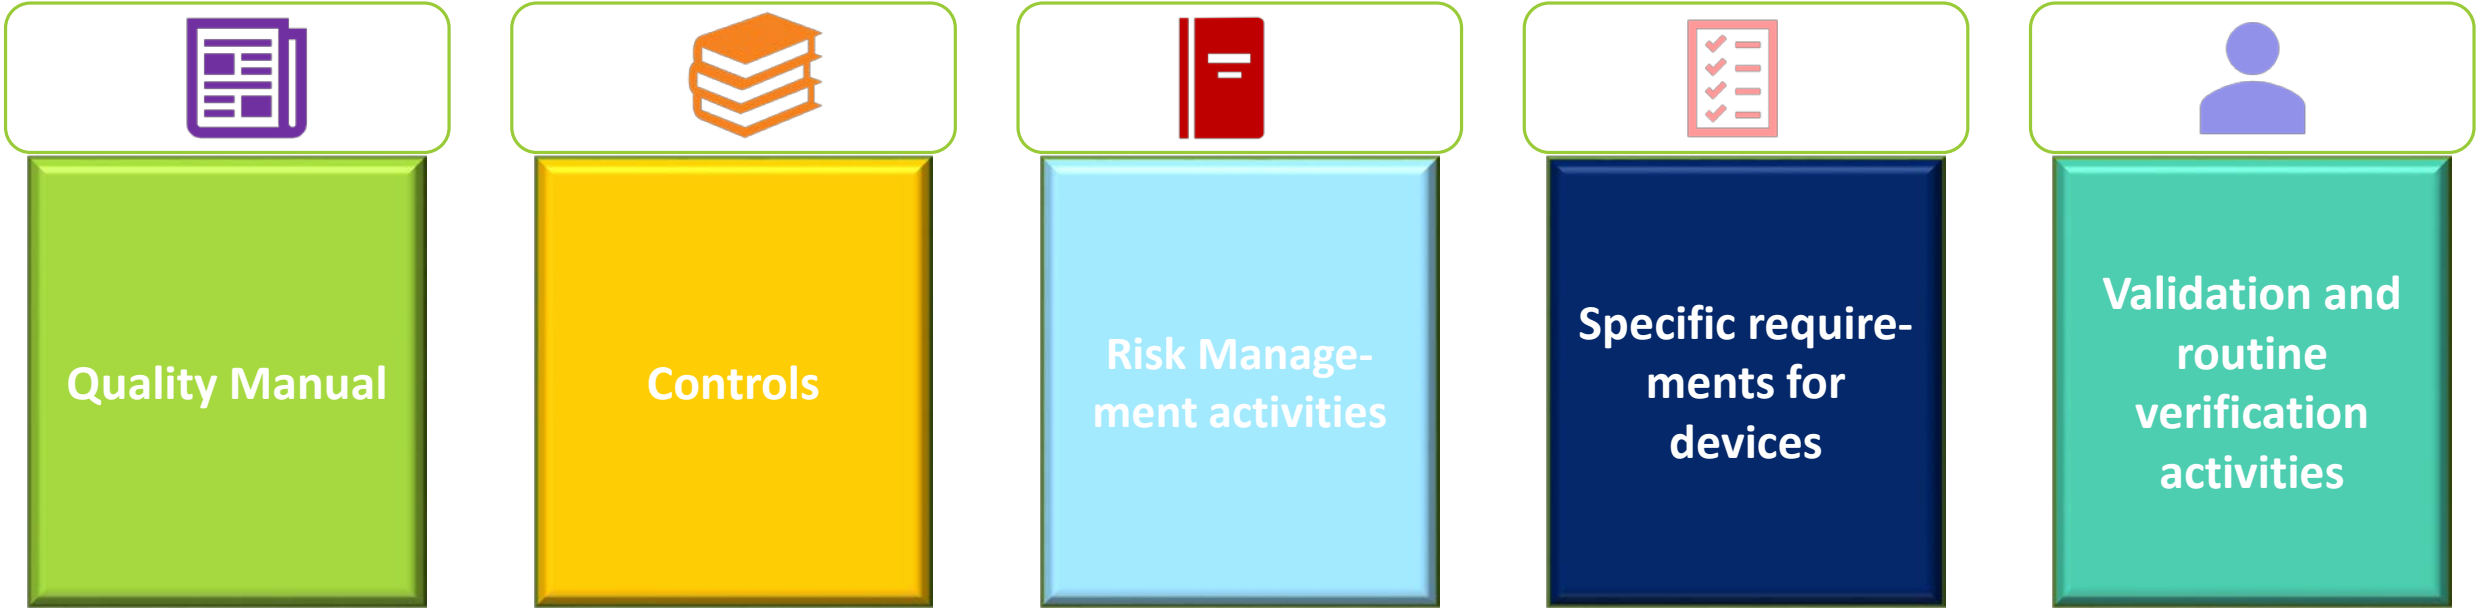 Quality Manual
Controls
Risk Manage-
ment activities
Specific require-
ments for
devices
Validation and
routine
verification
activities